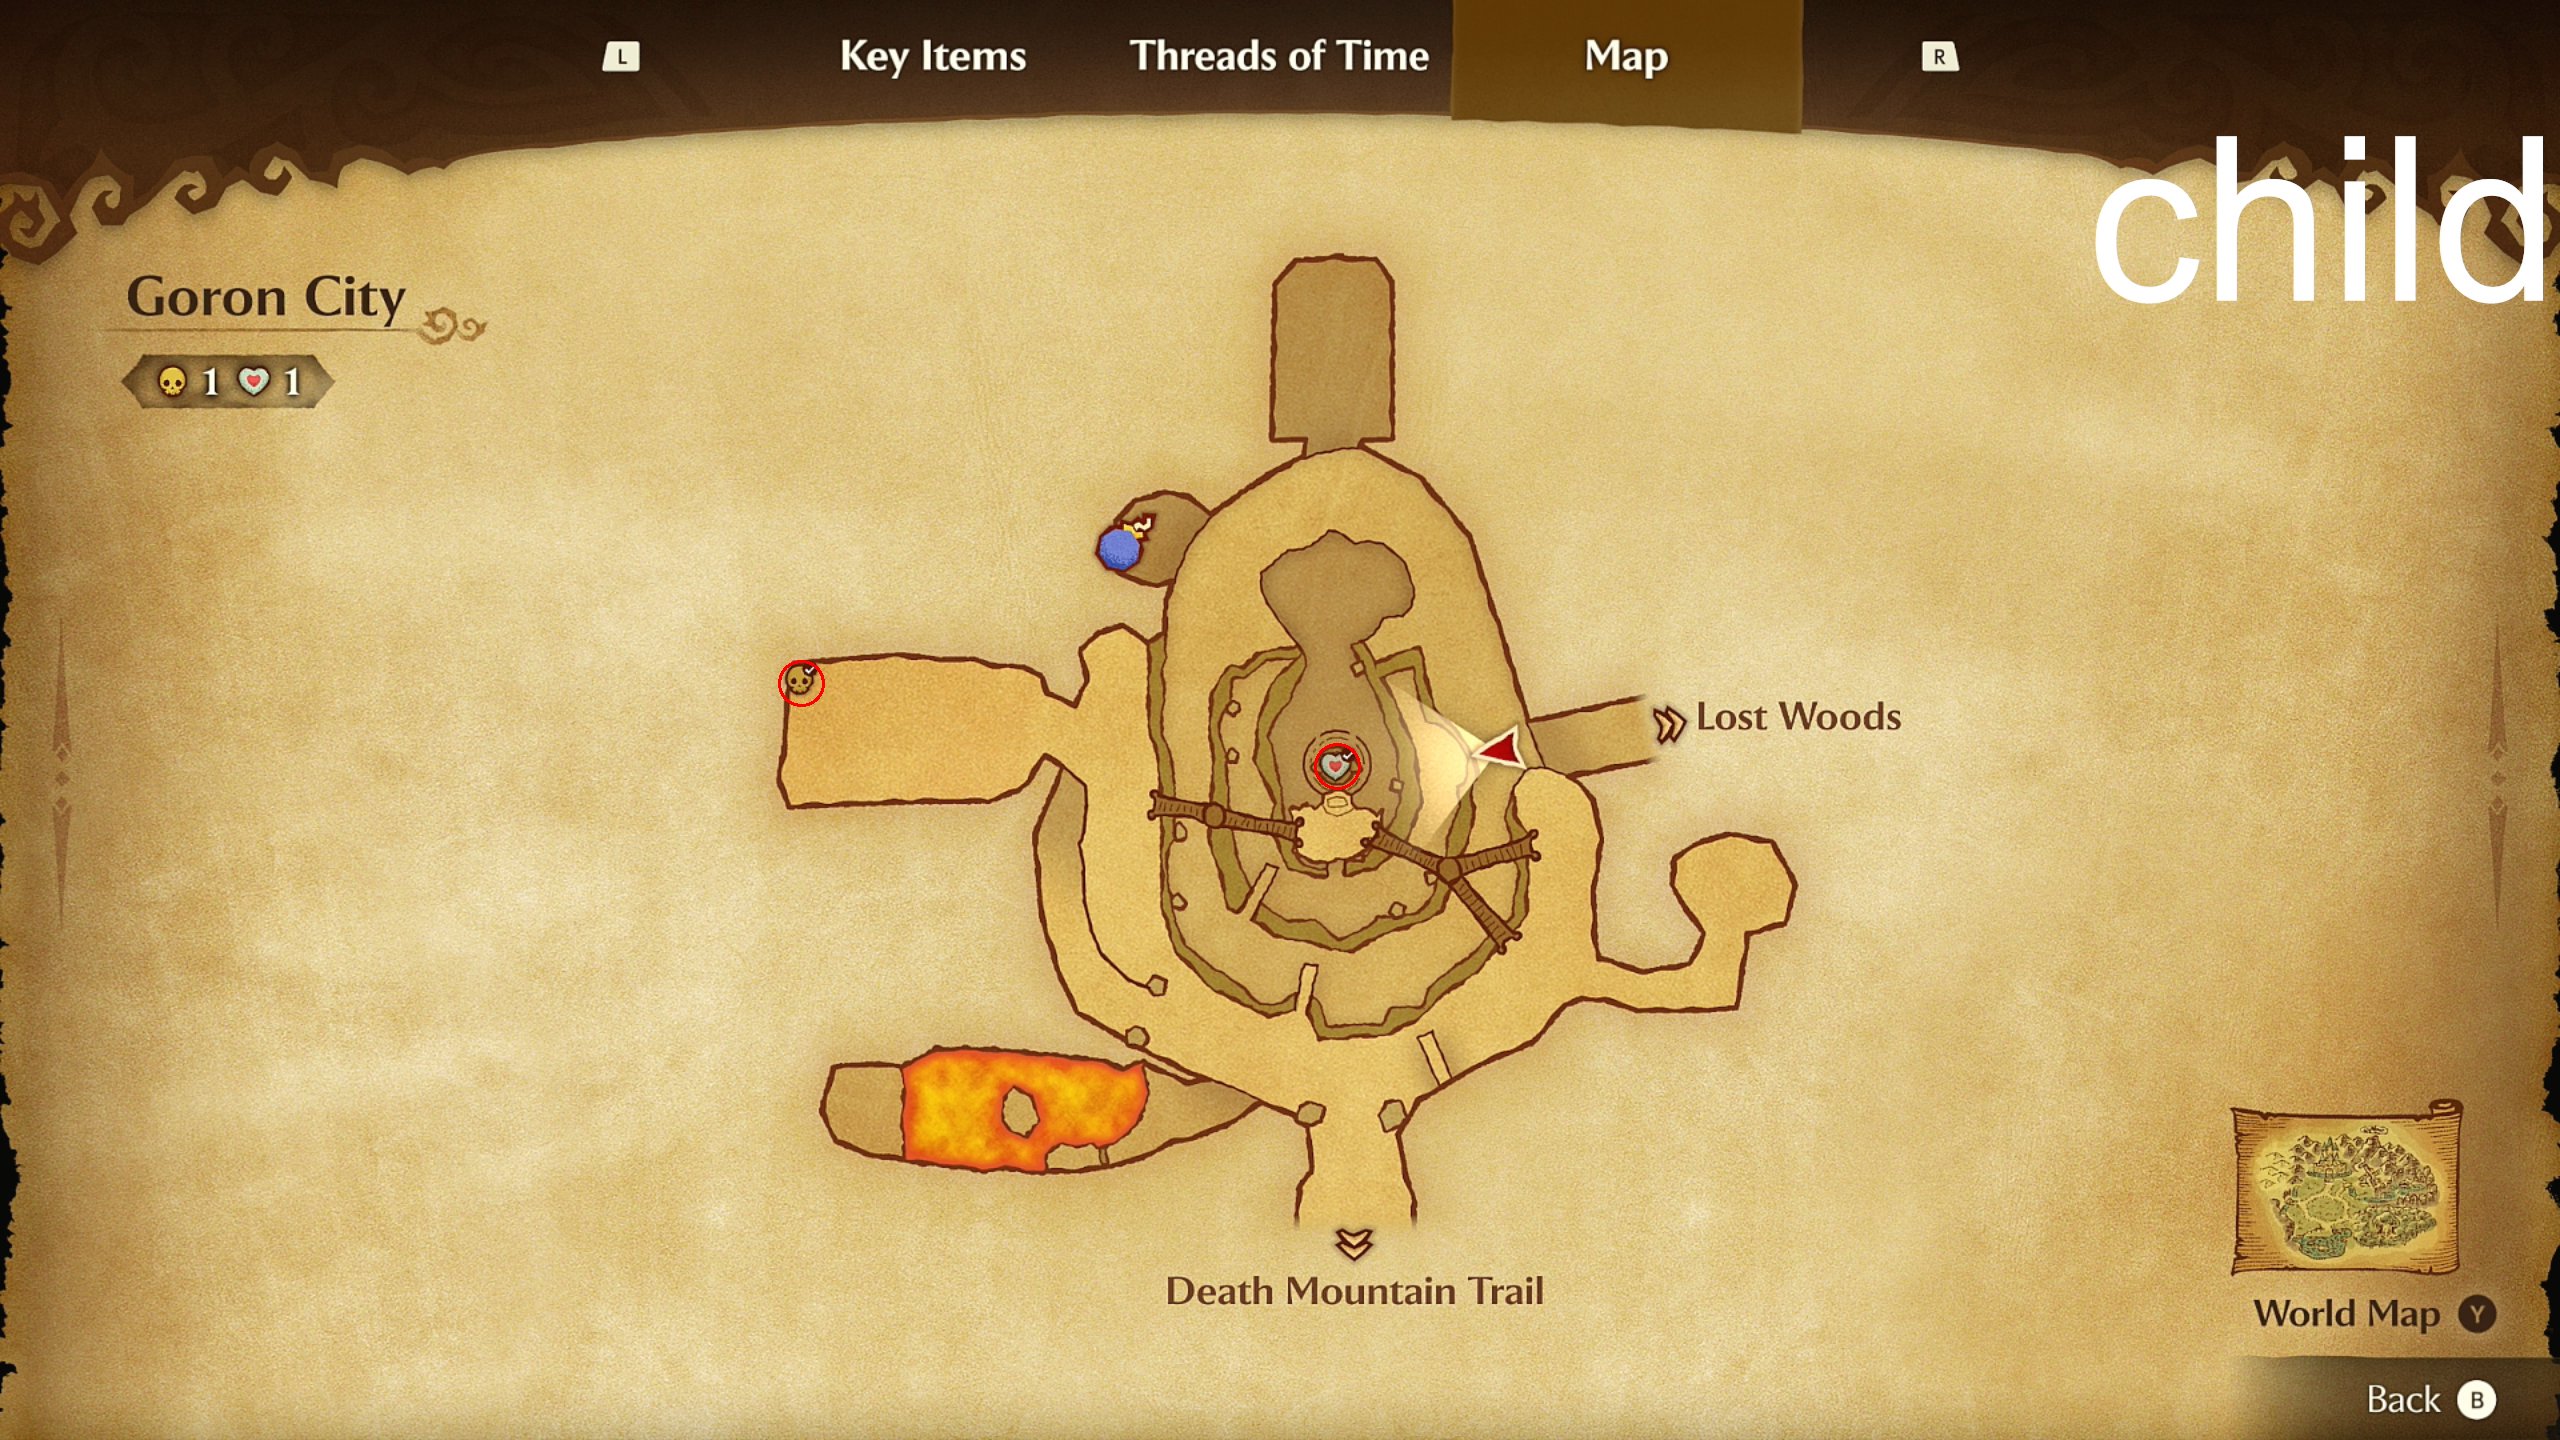 L Key Items Threads of Time Map R
child
Goron City
1 1
Lost Woods
Death Mountain Trail
World Map Y
Back B